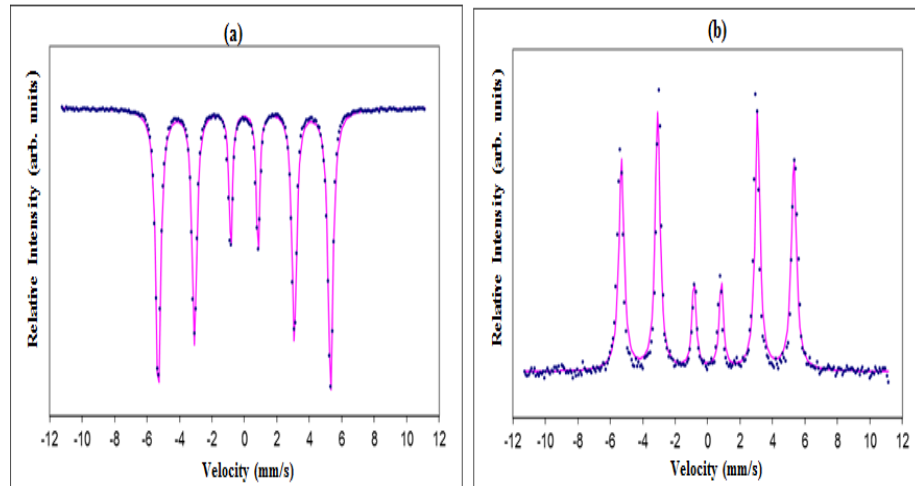 (a)
Relative Intensity (arb. units)
-12 -10 -8 -6 -4 -2 0 2 4 6 8 10 12
Velocity (mm/s)
(b)
Relative Intensity (arb. units)
-12 -10 -8 -6 -4 -2 0 2 4 6 8 10 12
Velocity (mm/s)